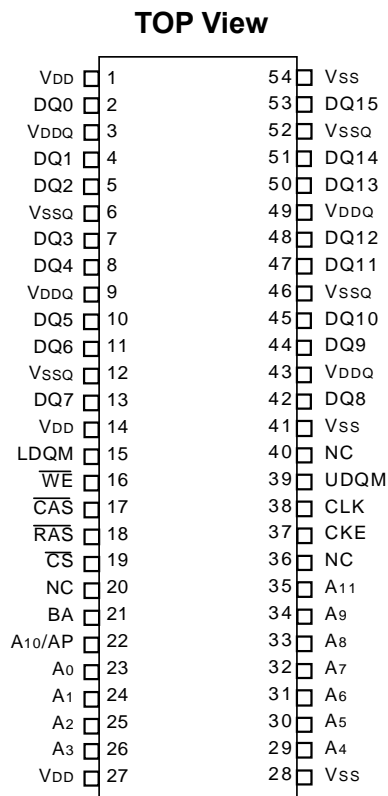 TOP View
VDD 1 54 VSS
DQ0 2 53 DQ15
VDDQ 3 52 VSSQ
DQ1 4 51 DQ14
DQ2 5 50 DQ13
VSSQ 6 49 VDDQ
DQ3 7 48 DQ12
DQ4 8 47 DQ11
VDDQ 9 46 VSSQ
DQ5 10 45 DQ10
DQ6 11 44 DQ9
VSSQ 12 43 VDDQ
DQ7 13 42 DQ8
VDD 14 41 VSS
LDQM 15 40 NC
W̅E̅ 16 39 UDQM
C̅A̅S̅ 17 38 CLK
R̅A̅S̅ 18 37 CKE
C̅S̅ 19 36 NC
NC 20 35 A11
BA 21 34 A9
A10/AP 22 33 A8
A0 23 32 A7
A1 24 31 A6
A2 25 30 A5
A3 26 29 A4
VDD 27 28 VSS